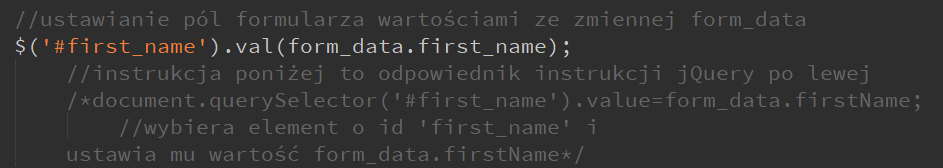 //ustawianie pól formularza wartościami ze zmiennej form_data
$('#first_name').val(form_data.first_name);
//instrukcja poniżej to odpowiednik instrukcji jQuery po lewej
/*document.querySelector('#first_name').value=form_data.firstName;
//wybiera element o id 'first_name' i
ustawia mu wartość form_data.firstName*/